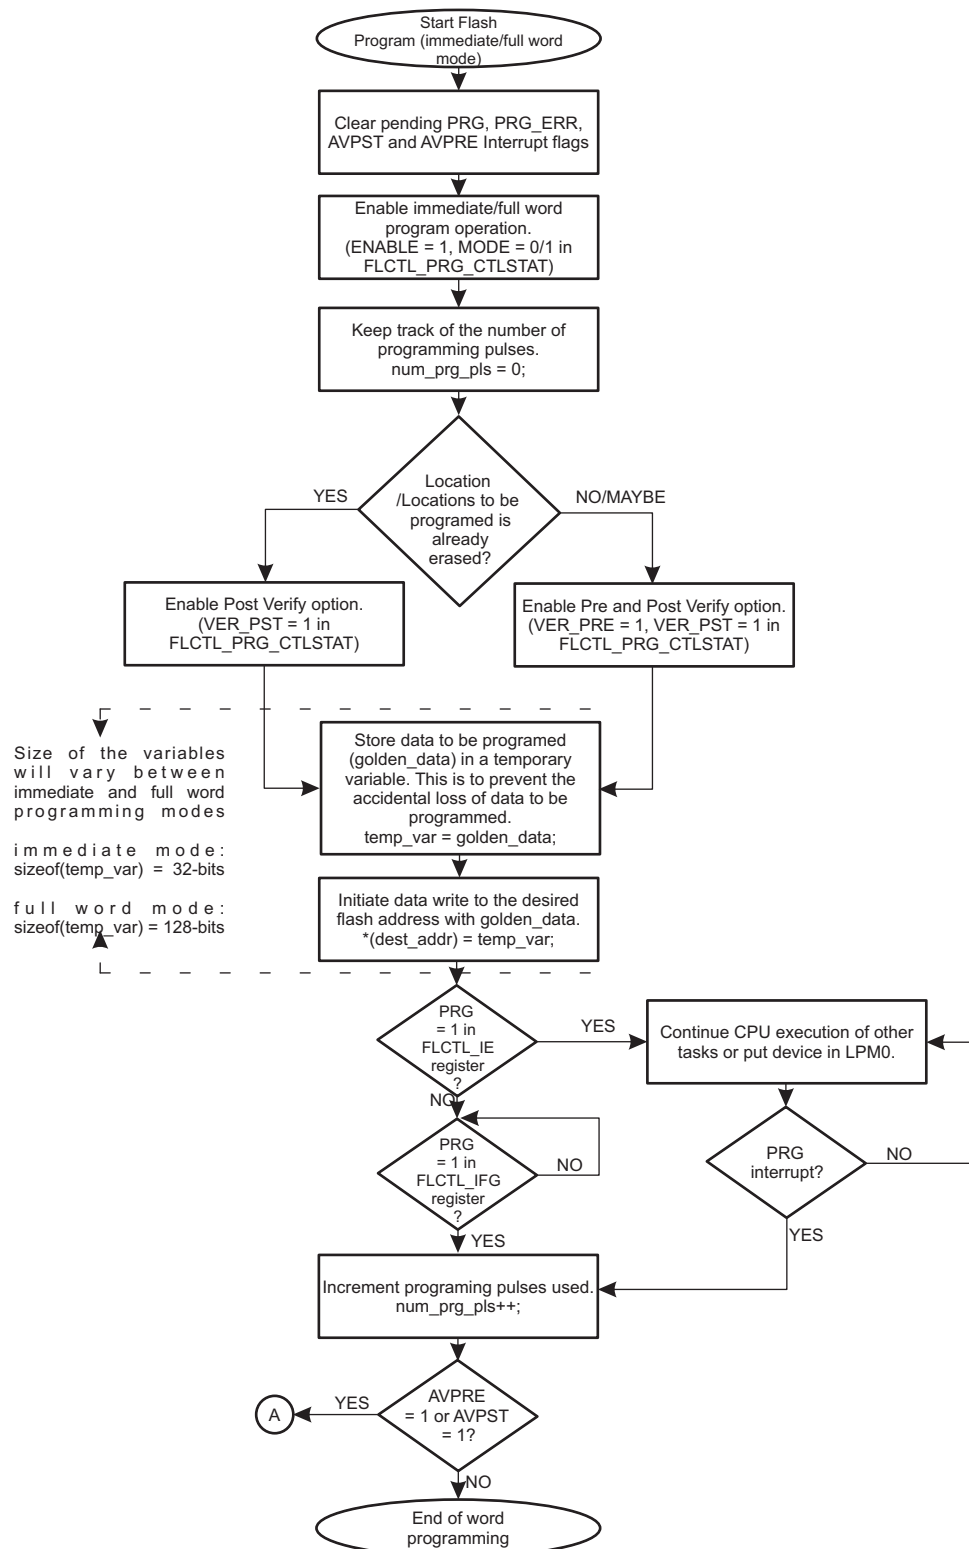 Start Flash
Program (immediate/full word
mode)
Clear pending PRG, PRG_ERR,
AVPST and AVPRE Interrupt flags
Enable immediate/full word
program operation.
(ENABLE = 1, MODE = 0/1 in
FLCTL_PRG_CTLSTAT)
Keep track of the number of
programming pulses.
num_prg_pls = 0;
Location
/Locations to be
programed is
already
erased?
YES
NO/MAYBE
Enable Post Verify option.
(VER_PST = 1 in
FLCTL_PRG_CTLSTAT)
Enable Pre and Post Verify option.
(VER_PRE = 1, VER_PST = 1 in
FLCTL_PRG_CTLSTAT)
Size of the variables
will vary between
immediate and full word
programming modes
immediate mode:
sizeof(temp_var) = 32-bits
full word mode:
sizeof(temp_var) = 128-bits
Store data to be programed
(golden_data) in a temporary
variable. This is to prevent the
accidental loss of data to be
programmed.
temp_var = golden_data;
Initiate data write to the desired
flash address with golden_data.
*(dest_addr) = temp_var;
PRG
= 1 in
FLCTL_IE
register
?
YES
NO
Continue CPU execution of other
tasks or put device in LPM0.
PRG
= 1 in
FLCTL_IFG
register
?
NO
YES
PRG
interrupt?
NO
YES
Increment programing pulses used.
num_prg_pls++;
AVPRE
= 1 or AVPST
= 1?
YES
A
NO
End of word
programming